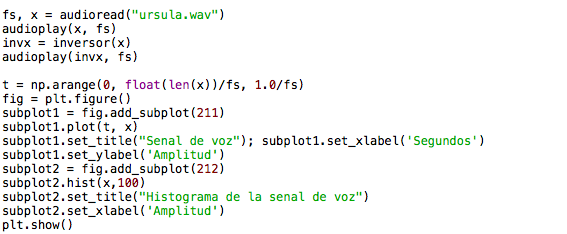 fs, x = audioread("ursula.wav")
audioplay(x, fs)
invx = inversor(x)
audioplay(invx, fs)
t = np.arange(0, float(len(x))/fs, 1.0/fs)
fig = plt.figure()
subplot1 = fig.add_subplot(211)
subplot1.plot(t, x)
subplot1.set_title("Senal de voz"); subplot1.set_xlabel('Segundos')
subplot1.set_ylabel('Amplitud')
subplot2 = fig.add_subplot(212)
subplot2.hist(x,100)
subplot2.set_title("Histograma de la senal de voz")
subplot2.set_xlabel('Amplitud')
plt.show()